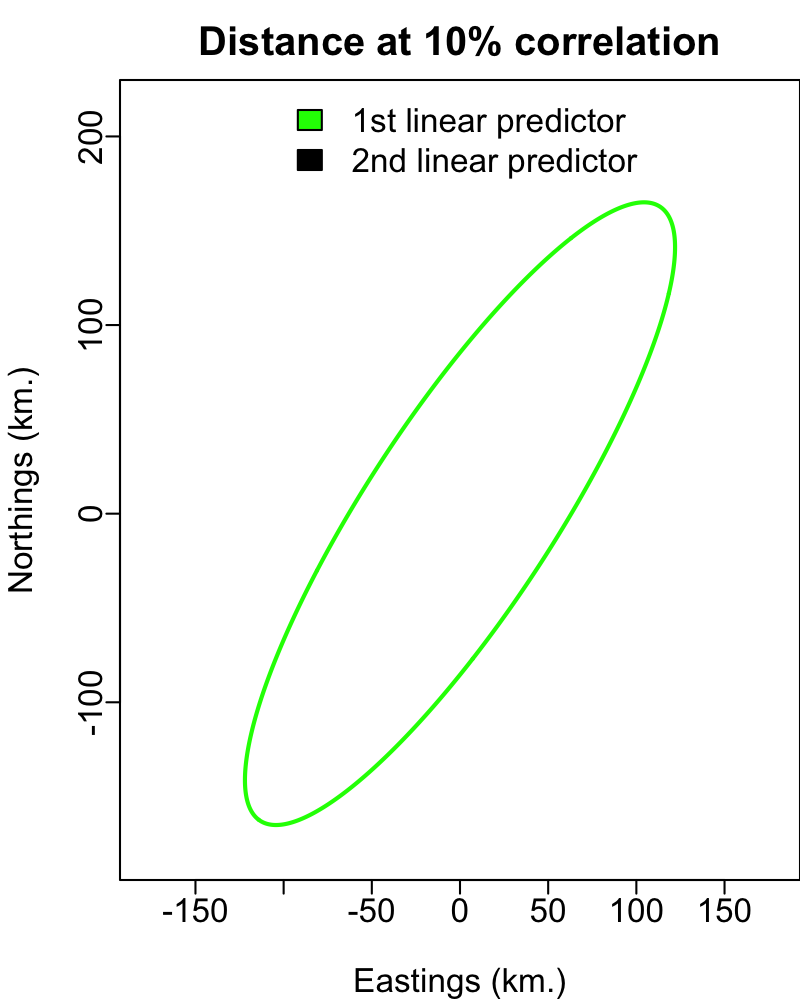 Distance at 10% correlation
1st linear predictor
2nd linear predictor
200
100
0
-100
Northings (km.)
-150 -50 0 50 100 150
Eastings (km.)